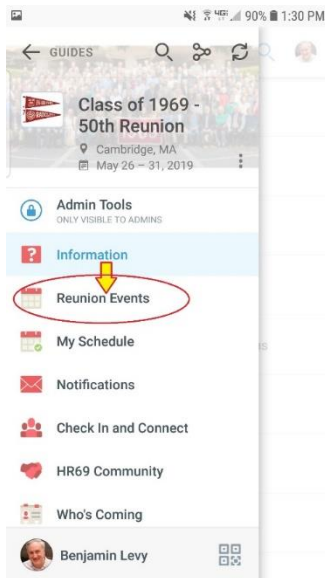 4G 90% 1:30 PM
GUIDES
Class of 1969 -
50th Reunion
Cambridge, MA
May 26 – 31, 2019
Admin Tools
ONLY VISIBLE TO ADMINS
Information
Reunion Events
My Schedule
Notifications
Check In and Connect
HR69 Community
Who's Coming
Benjamin Levy